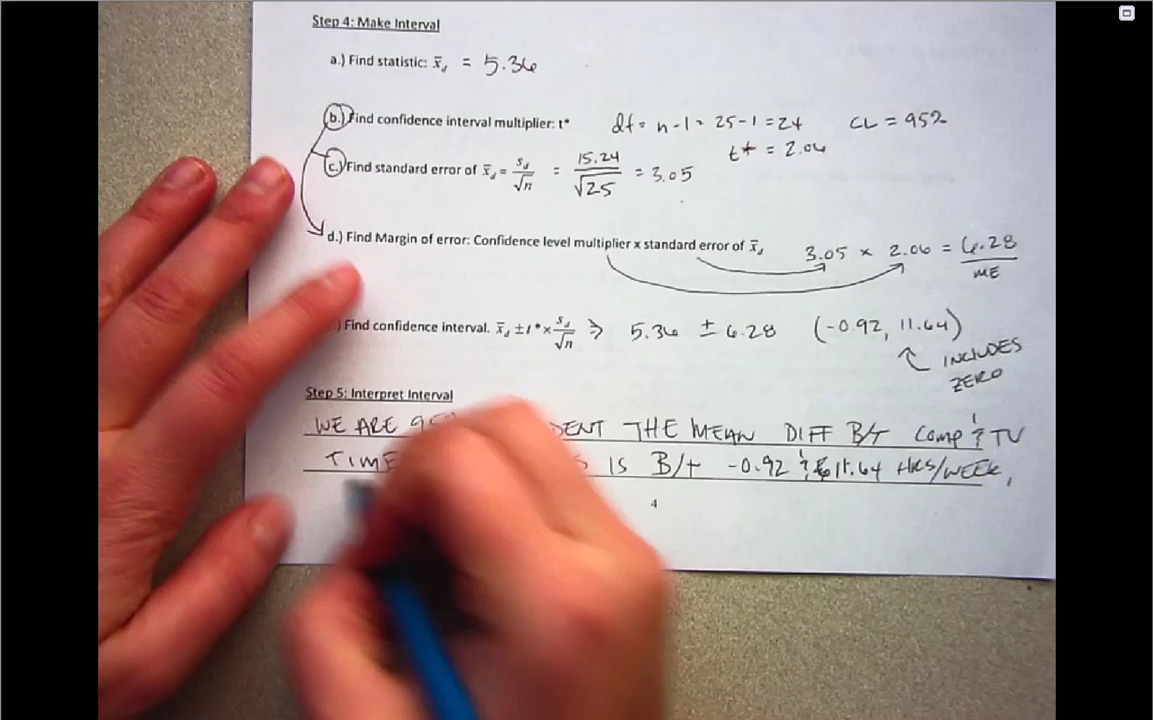 Step 4: Make Interval
a.) Find statistic: x̄d = 5.36
b.) Find confidence interval multiplier: t* df = n-1 = 25-1 = 24 CL = 95%
t* = 2.06
c.) Find standard error of x̄d = sd/√n = 15.24/√25 = 3.05
d.) Find Margin of error: Confidence level multiplier x standard error of x̄d 3.05 × 2.06 = 6.28
ME
) Find confidence interval. x̄d ± t* × sd/√n ⇒ 5.36 ± 6.28 (-0.92, 11.64)
INCLUDES
ZERO
Step 5: Interpret Interval
WE ARE THE MEAN DIFF B/T COMP & TV
TIME IS B/t -0.92 & 11.64 HRS/WEEK,
4